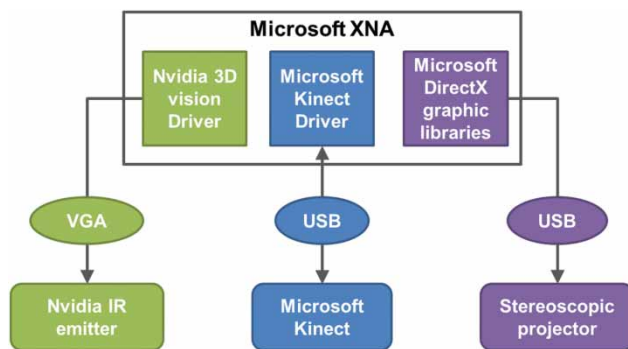 Microsoft XNA
Nvidia 3D
vision
Driver
Microsoft
Kinect
Driver
Microsoft
DirectX
graphic
libraries
VGA
USB
USB
Nvidia IR
emitter
Microsoft
Kinect
Stereoscopic
projector